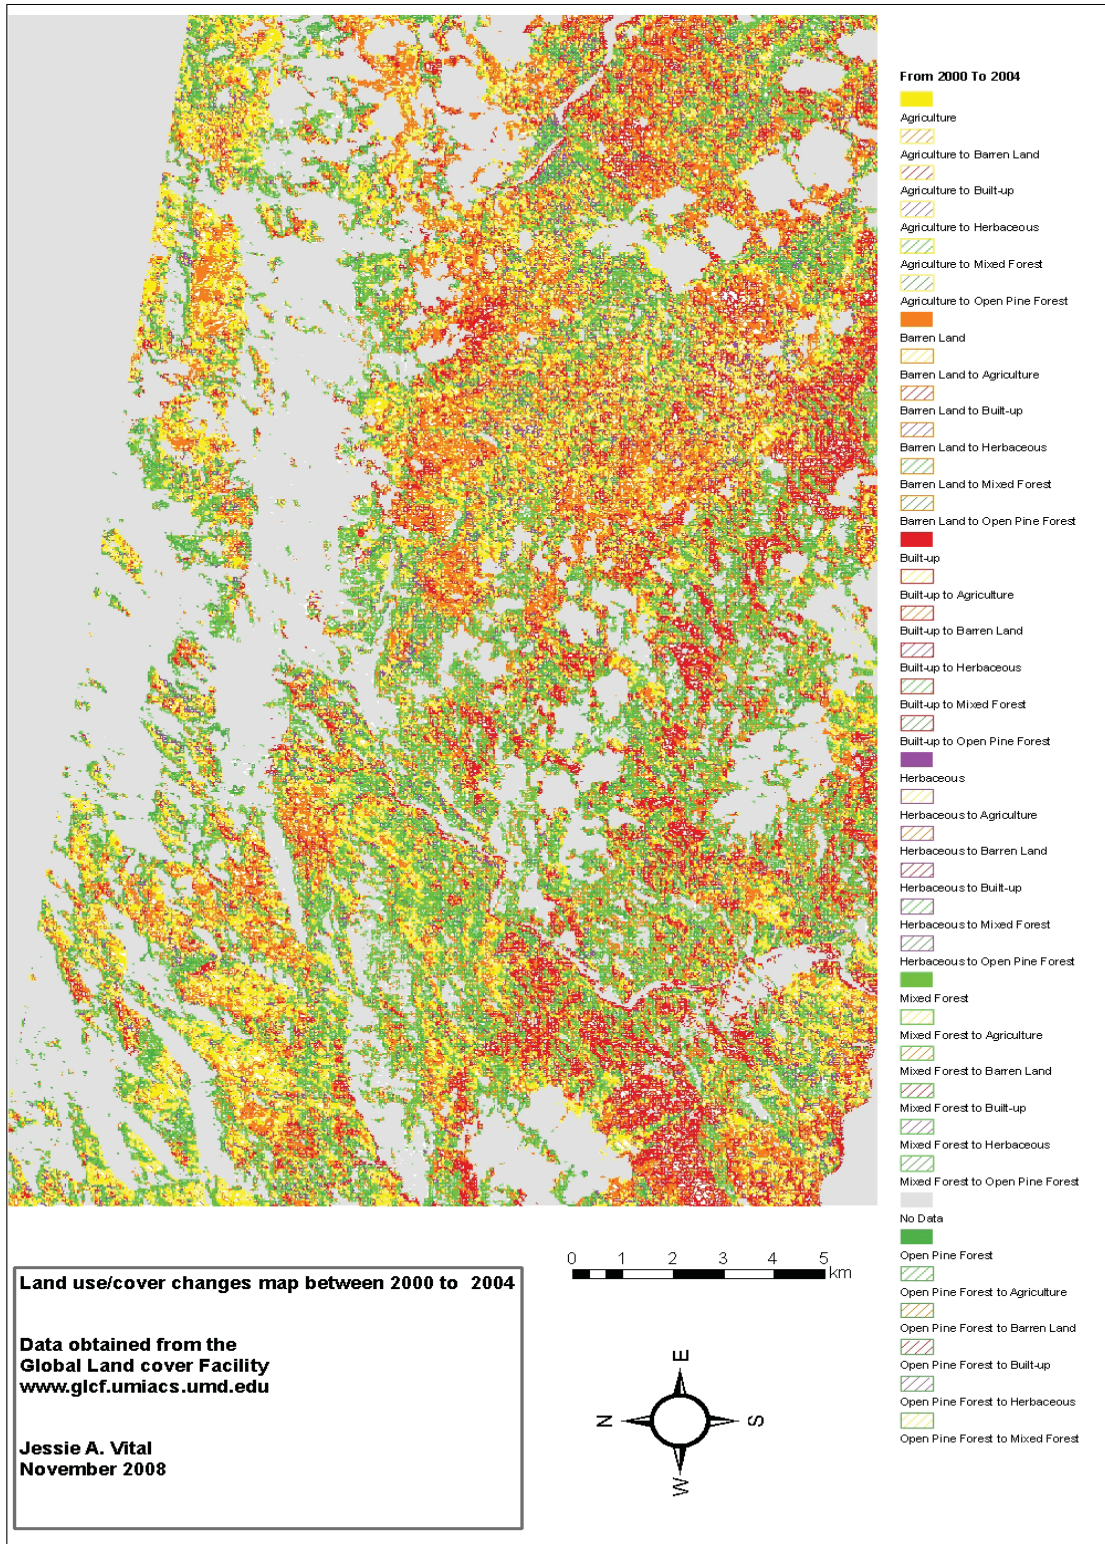 From 2000 To 2004
Agriculture
Agriculture to Barren Land
Agriculture to Built-up
Agriculture to Herbaceous
Agriculture to Mixed Forest
Agriculture to Open Pine Forest
Barren Land
Barren Land to Agriculture
Barren Land to Built-up
Barren Land to Herbaceous
Barren Land to Mixed Forest
Barren Land to Open Pine Forest
Built-up
Built-up to Agriculture
Built-up to Barren Land
Built-up to Herbaceous
Built-up to Mixed Forest
Built-up to Open Pine Forest
Herbaceous
Herbaceous to Agriculture
Herbaceous to Barren Land
Herbaceous to Built-up
Herbaceous to Mixed Forest
Herbaceous to Open Pine Forest
Mixed Forest
Mixed Forest to Agriculture
Mixed Forest to Barren Land
Mixed Forest to Built-up
Mixed Forest to Herbaceous
Mixed Forest to Open Pine Forest
No Data
Open Pine Forest
Open Pine Forest to Agriculture
Open Pine Forest to Barren Land
Open Pine Forest to Built-up
Open Pine Forest to Herbaceous
Open Pine Forest to Mixed Forest
0 1 2 3 4 5
km
Land use/cover changes map between 2000 to 2004
Data obtained from the
Global Land cover Facility
www.glcf.umiacs.umd.edu
Jessie A. Vital
November 2008
E
N S
W